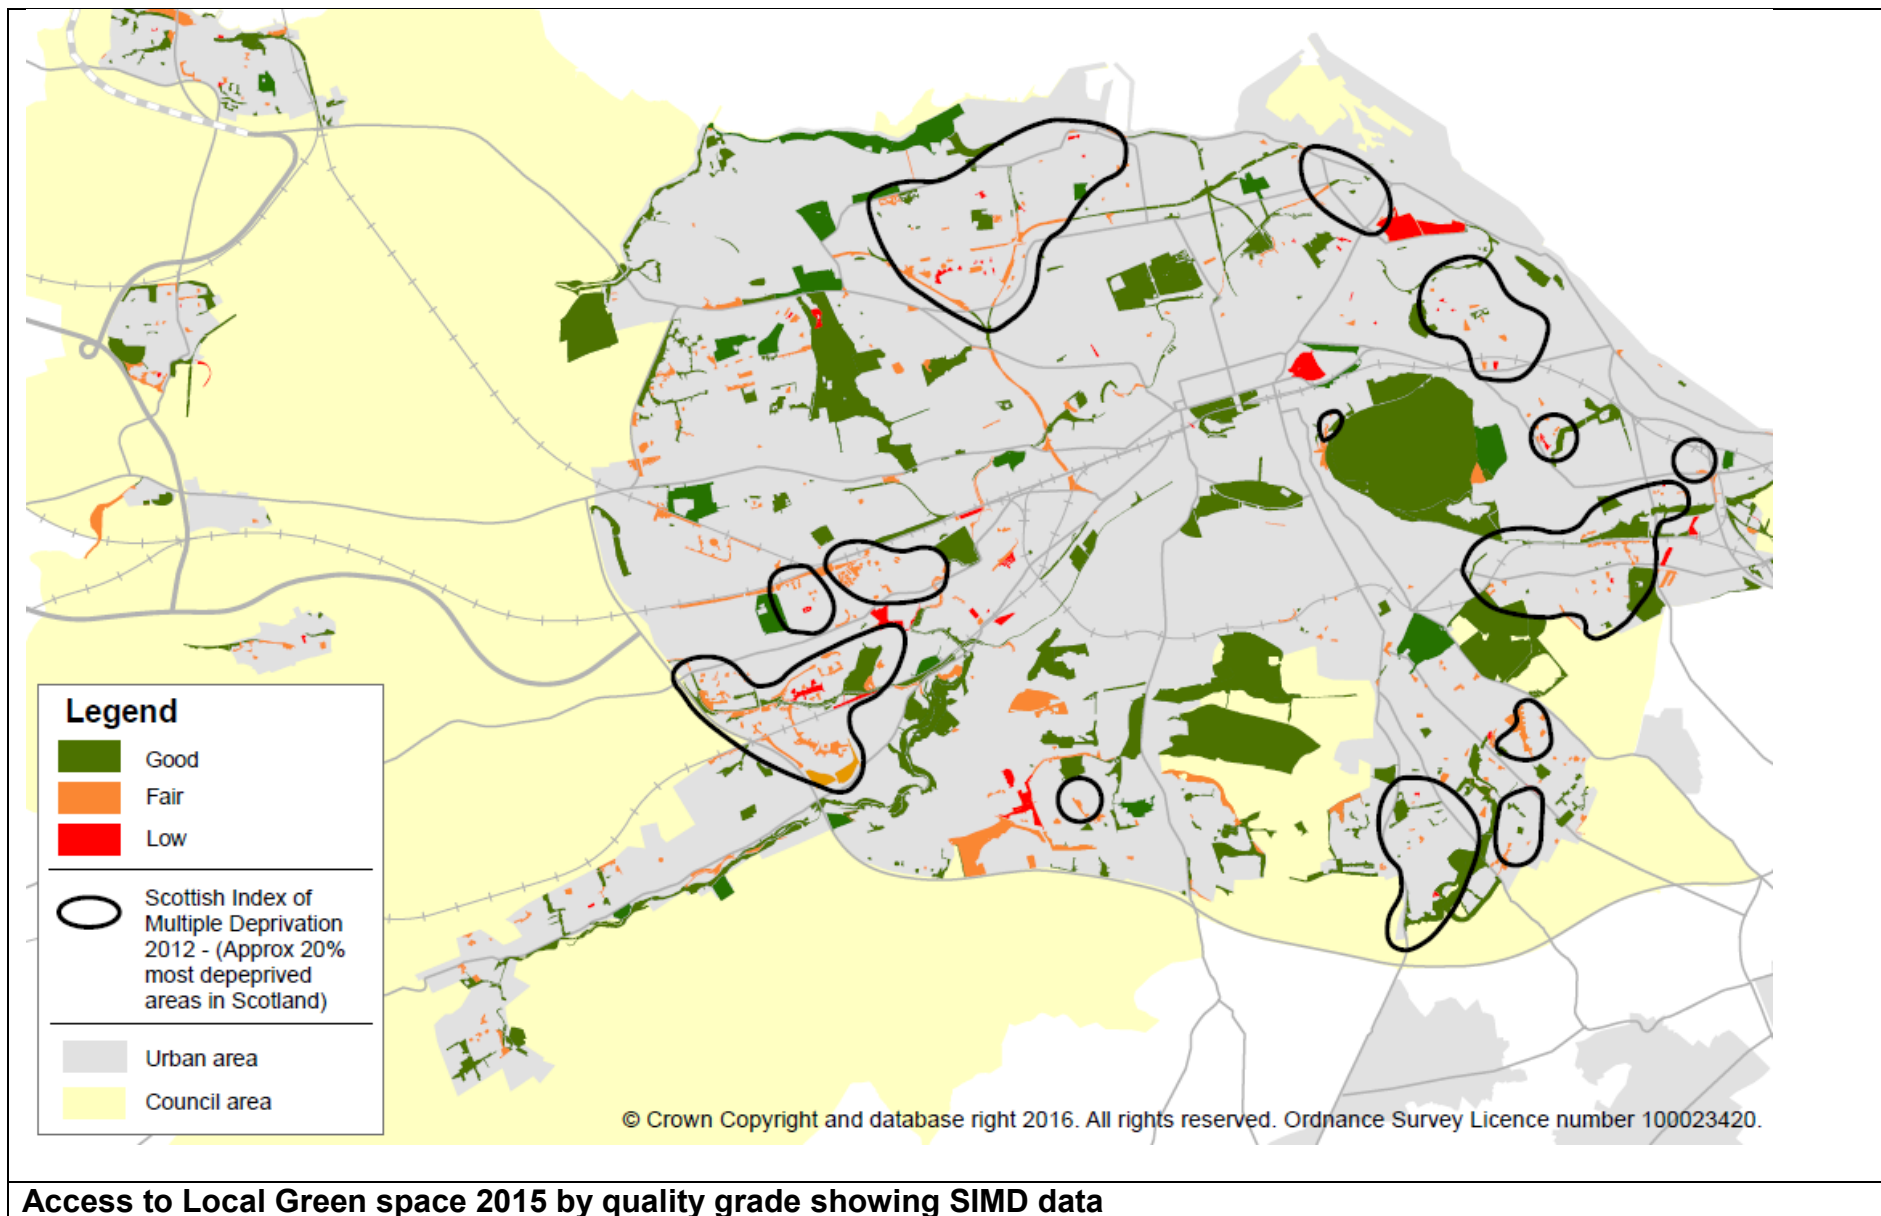 Legend
Good
Fair
Low
Scottish Index of
Multiple Deprivation
2012 - (Approx 20%
most depeprived
areas in Scotland)
Urban area
Council area
© Crown Copyright and database right 2016. All rights reserved. Ordnance Survey Licence number 100023420.
Access to Local Green space 2015 by quality grade showing SIMD data